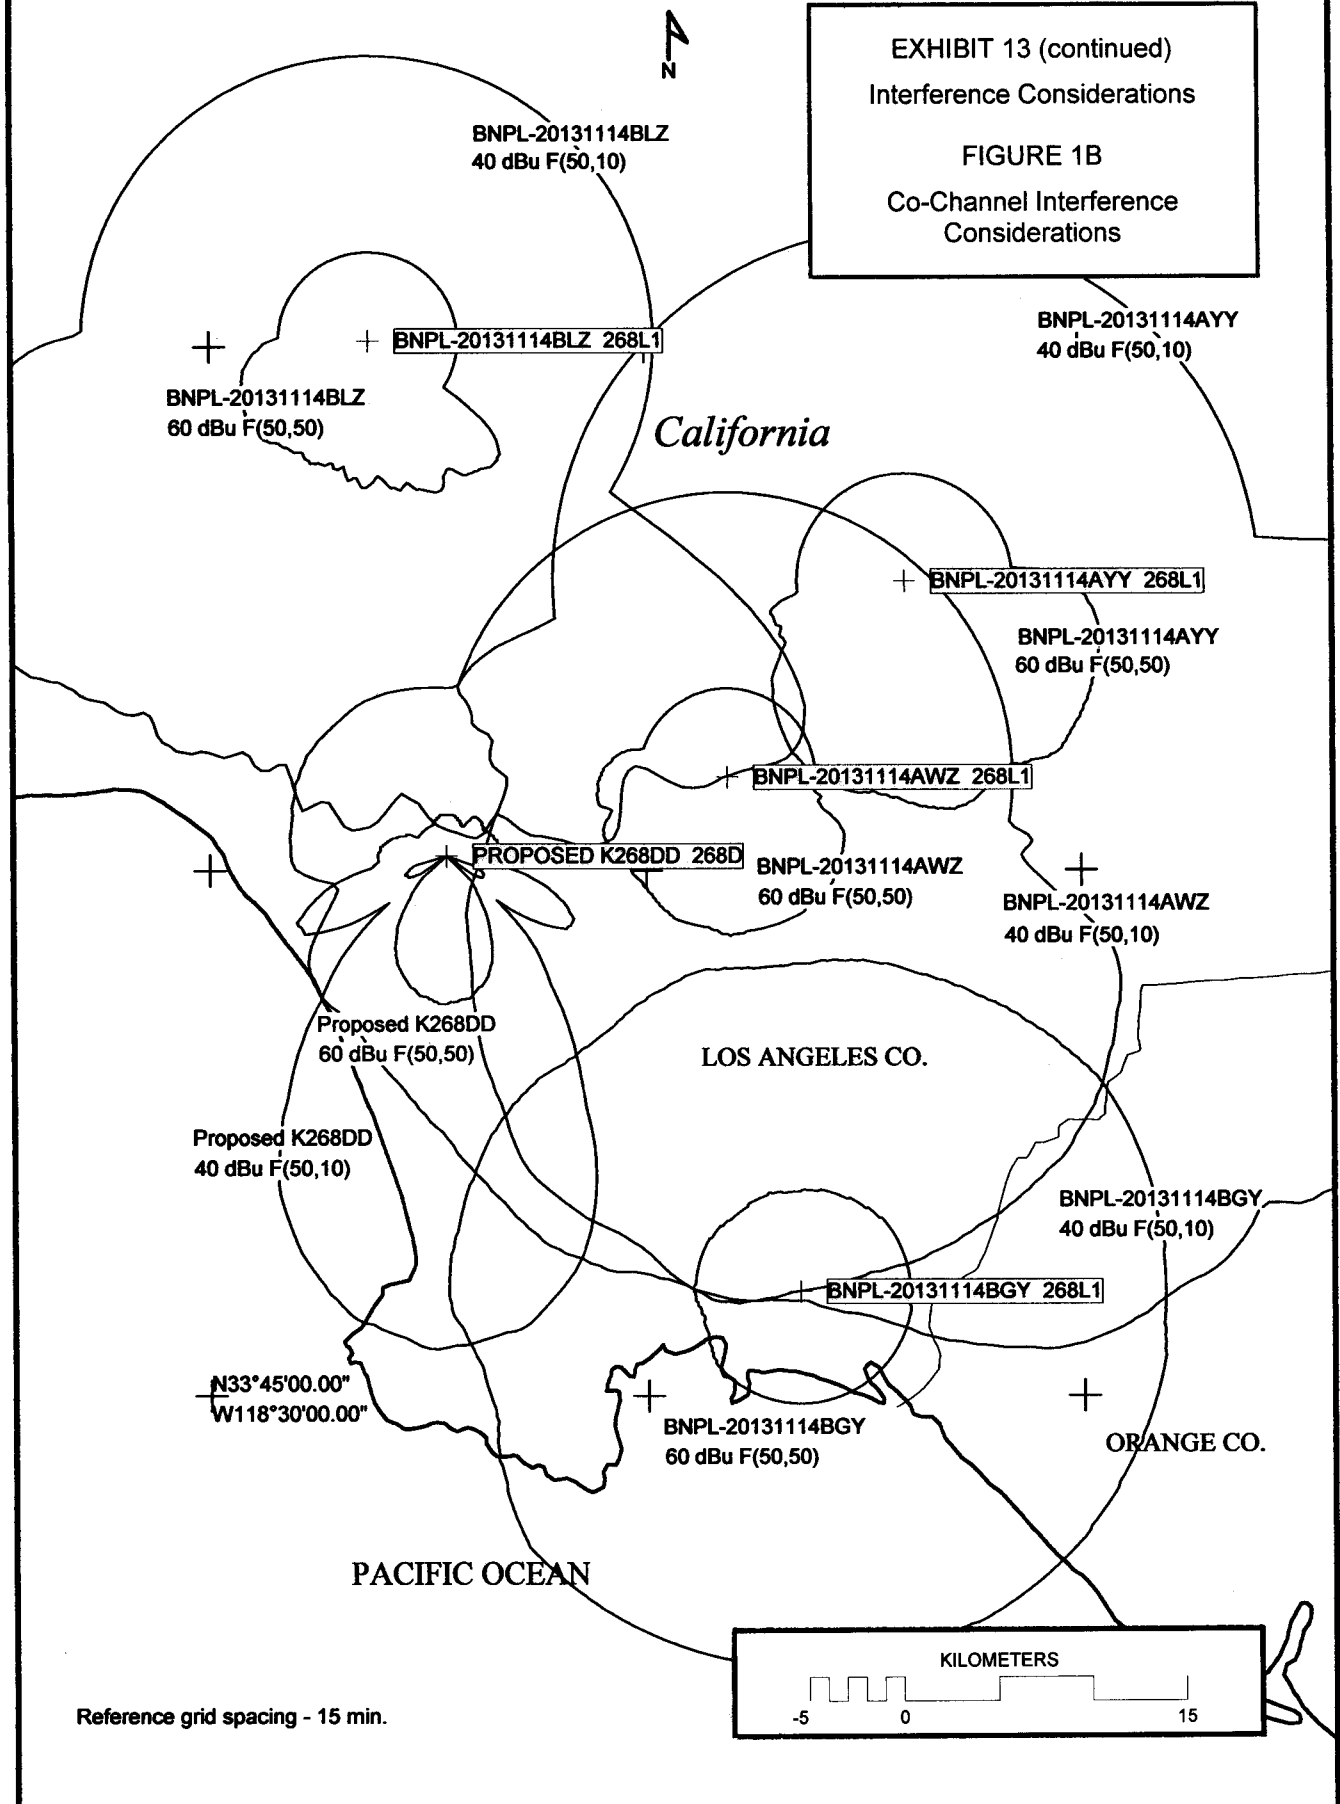 N
EXHIBIT 13 (continued)
Interference Considerations
FIGURE 1B
Co-Channel Interference
Considerations
BNPL-20131114BLZ
40 dBu F(50,10)
BNPL-20131114AYY
40 dBu F(50,10)
BNPL-20131114BLZ 268L1
BNPL-20131114BLZ
60 dBu F(50,50)
California
BNPL-20131114AYY 268L1
BNPL-20131114AYY
60 dBu F(50,50)
BNPL-20131114AWZ 268L1
PROPOSED K268DD 268D
BNPL-20131114AWZ
60 dBu F(50,50)
BNPL-20131114AWZ
40 dBu F(50,10)
Proposed K268DD
60 dBu F(50,50)
LOS ANGELES CO.
Proposed K268DD
40 dBu F(50,10)
BNPL-20131114BGY
40 dBu F(50,10)
BNPL-20131114BGY 268L1
N33°45'00.00"
W118°30'00.00"
BNPL-20131114BGY
60 dBu F(50,50)
ORANGE CO.
PACIFIC OCEAN
KILOMETERS
-5 0 15
Reference grid spacing - 15 min.